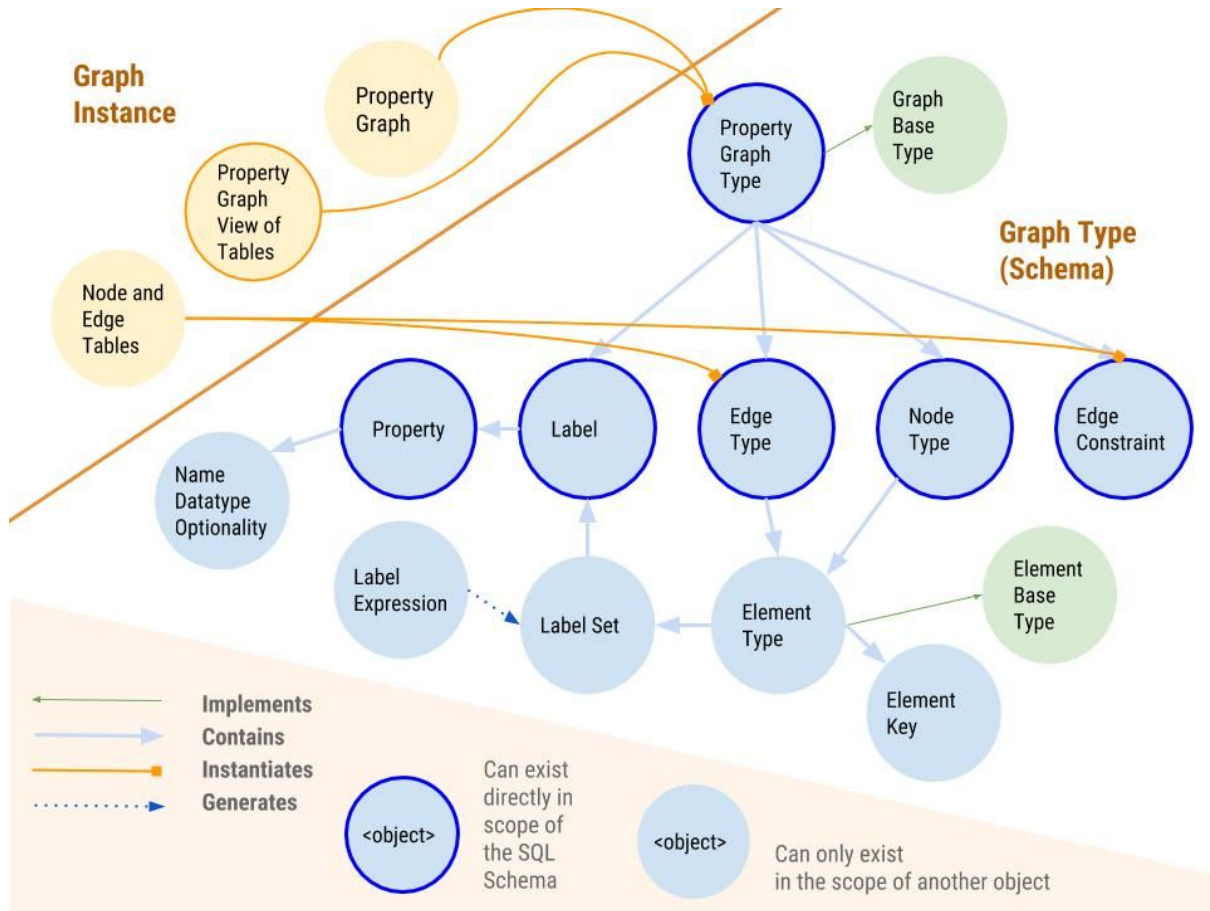 Graph
Instance
Property
Graph
Property
Graph
View of
Tables
Node and
Edge
Tables
Property
Graph
Type
Graph
Base
Type
Graph Type
(Schema)
Property
Label
Edge
Type
Node
Type
Edge
Constraint
Name
Datatype
Optionality
Label
Expression
Label Set
Element
Type
Element
Base
Type
Element
Key
Implements
Contains
Instantiates
Generates
<object>
Can exist
directly in
scope of
the SQL
Schema
<object>
Can only exist
in the scope of another object